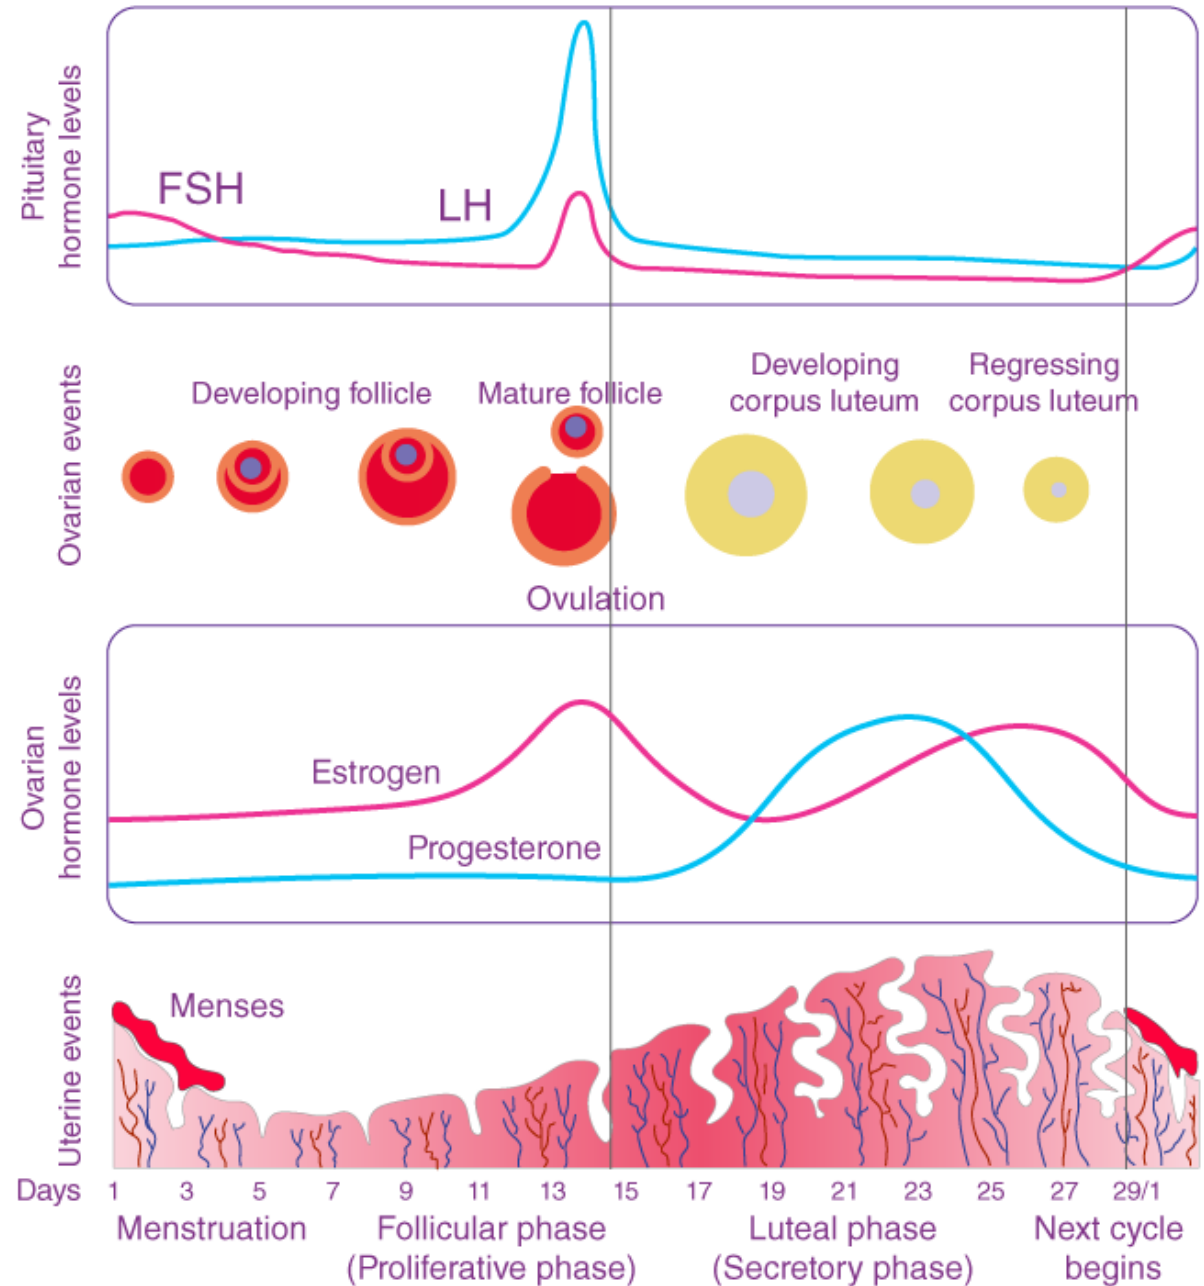 Pituitary
hormone levels
FSH
LH
Ovarian events
Developing follicle
Mature follicle
Developing
corpus luteum
Regressing
corpus luteum
Ovulation
Ovarian
hormone levels
Estrogen
Progesterone
Uterine events
Menses
Days 1 3 5 7 9 11 13 15 17 19 21 23 25 27 29/1
Menstruation
Follicular phase
(Proliferative phase)
Luteal phase
(Secretory phase)
Next cycle
begins